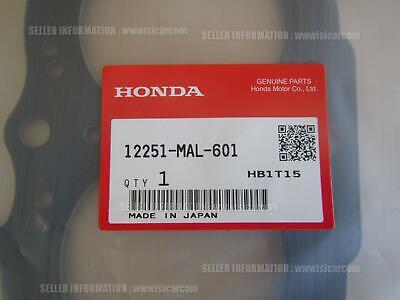 SELLER INFORMATION : www.isicar.com
GENUINE PARTS
HONDA
Honda Motor Co., Ltd.
SELLER INFORMATION : www.isicar.com
12251-MAL-601
QTY 1
HB1T15
SELLER INFORMATION : www.isicar.com
MADE IN JAPAN
SELLER INFORMATION : www.isicar.com